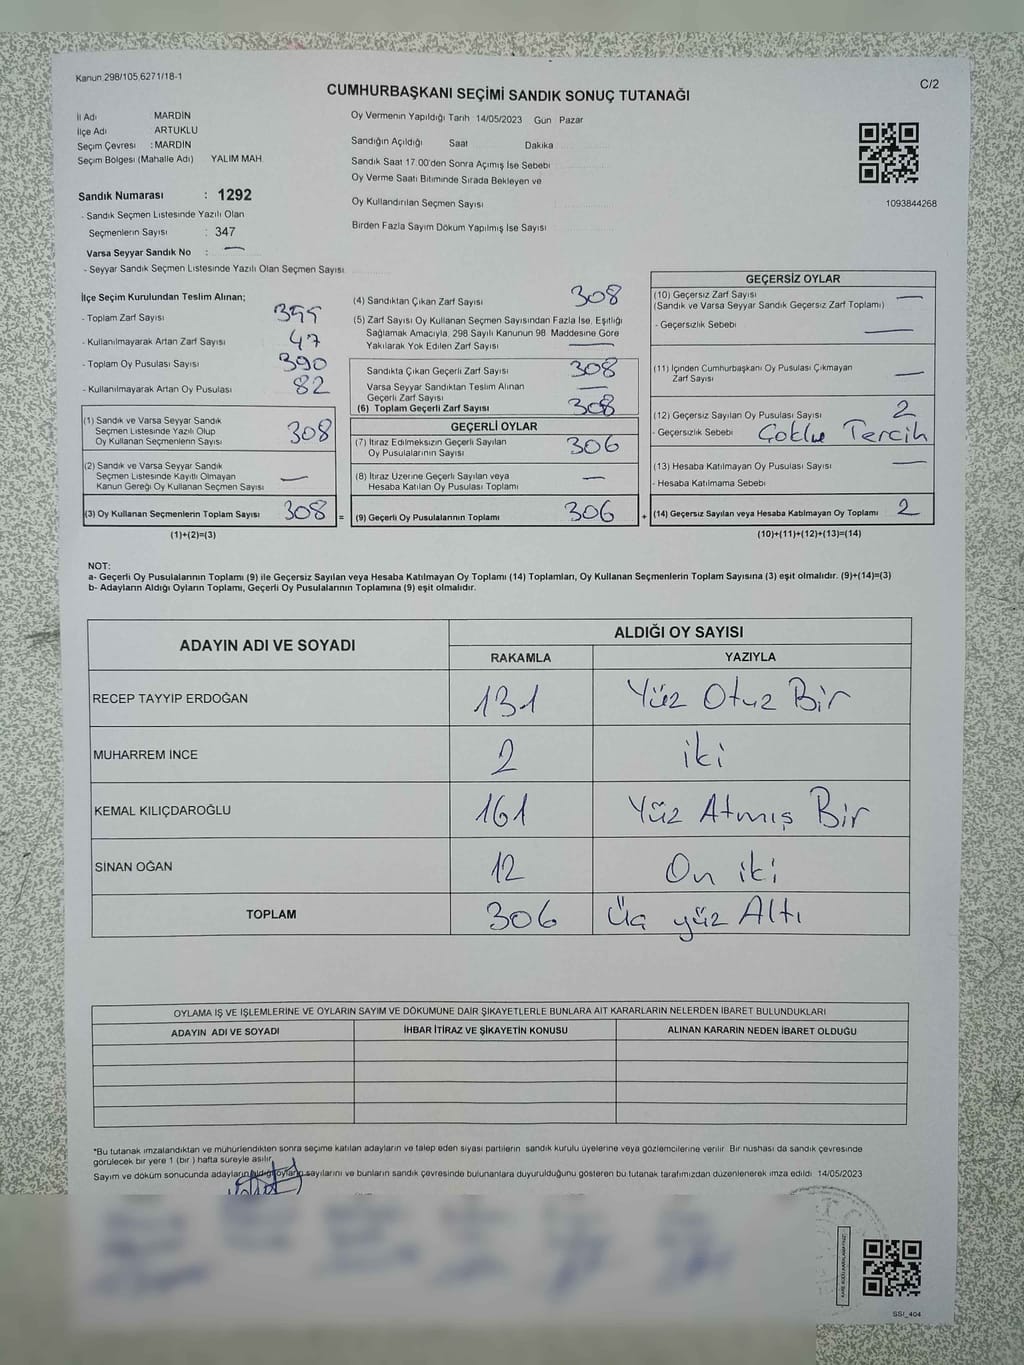 Kanun 298/105,6271/18-1
C/2
CUMHURBAŞKANI SEÇİMİ SANDIK SONUÇ TUTANAĞI
İl Adı MARDİN
İlçe Adı ARTUKLU
Seçim Çevresi : MARDİN
Seçim Bölgesi (Mahalle Adı) YALIM MAH.
Sandık Numarası : 1292
- Sandık Seçmen Listesinde Yazılı Olan
Seçmenlerin Sayısı : 347
Varsa Seyyar Sandık No : —
- Seyyar Sandık Seçmen Listesinde Yazılı Olan Seçmen Sayısı
Oy Vermenin Yapıldığı Tarih 14/05/2023 Gün Pazar
Sandığın Açıldığı Saat Dakika
Sandık Saat 17.00'den Sonra Açılmış İse Sebebi
Oy Verme Saati Bitiminde Sırada Bekleyen ve
Oy Kullandırılan Seçmen Sayısı
Birden Fazla Sayım Döküm Yapılmış İse Sayısı
1093844268
İlçe Seçim Kurulundan Teslim Alınan;
- Toplam Zarf Sayısı
- Kullanılmayarak Artan Zarf Sayısı 47
- Toplam Oy Pusulası Sayısı 390
- Kullanılmayarak Artan Oy Pusulası 82
(1) Sandık ve Varsa Seyyar Sandık
Seçmen Listesinde Yazılı Olup
Oy Kullanan Seçmenlerin Sayısı 308
(2) Sandık ve Varsa Seyyar Sandık
Seçmen Listesinde Kayıtlı Olmayan
Kanun Gereği Oy Kullanan Seçmen Sayısı —
(3) Oy Kullanan Seçmenlerin Toplam Sayısı 308 =
(1)+(2)=(3)
(4) Sandıktan Çıkan Zarf Sayısı 308
(5) Zarf Sayısı Oy Kullanan Seçmen Sayısından Fazla İse, Eşitliği
Sağlamak Amacıyla, 298 Sayılı Kanunun 98. Maddesine Göre
Yakılarak Yok Edilen Zarf Sayısı —
Sandıkta Çıkan Geçerli Zarf Sayısı 308
Varsa Seyyar Sandıktan Teslim Alınan
Geçerli Zarf Sayısı —
(6) Toplam Geçerli Zarf Sayısı 308
GEÇERLİ OYLAR
(7) İtiraz Edilmeksizin Geçerli Sayılan
Oy Pusulalarının Sayısı 306
(8) İtiraz Üzerine Geçerli Sayılan veya
Hesaba Katılan Oy Pusulası Toplamı —
(9) Geçerli Oy Pusulalarının Toplamı 306 +
GEÇERSİZ OYLAR
(10) Geçersiz Zarf Sayısı —
(Sandık ve Varsa Seyyar Sandık Geçersiz Zarf Toplamı)
- Geçersizlik Sebebi —
(11) İçinden Cumhurbaşkanı Oy Pusulası Çıkmayan
Zarf Sayısı —
(12) Geçersiz Sayılan Oy Pusulası Sayısı 2
- Geçersizlik Sebebi Çoklu Tercih
(13) Hesaba Katılmayan Oy Pusulası Sayısı —
- Hesaba Katılmama Sebebi
(14) Geçersiz Sayılan veya Hesaba Katılmayan Oy Toplamı 2
(10)+(11)+(12)+(13)=(14)
NOT:
a- Geçerli Oy Pusulalarının Toplamı (9) ile Geçersiz Sayılan veya Hesaba Katılmayan Oy Toplamı (14) Toplamları, Oy Kullanan Seçmenlerin Toplam Sayısına (3) eşit olmalıdır. (9)+(14)=(3)
b- Adayların Aldığı Oyların Toplamı, Geçerli Oy Pusulalarının Toplamına (9) eşit olmalıdır.
ADAYIN ADI VE SOYADI
ALDIĞI OY SAYISI
RAKAMLA YAZIYLA
RECEP TAYYIP ERDOĞAN 131 Yüz Otuz Bir
MUHARREM İNCE 2 iki
KEMAL KILIÇDAROĞLU 161 Yüz Atmış Bir
SİNAN OĞAN 12 On iki
TOPLAM 306 Üç yüz Altı
OYLAMA İŞ VE İŞLEMLERİNE VE OYLARIN SAYIM VE DÖKÜMÜNE DAİR ŞİKAYETLERLE BUNLARA AİT KARARLARIN NELERDEN İBARET BULUNDUKLARI
ADAYIN ADI VE SOYADI İHBAR İTİRAZ VE ŞİKAYETİN KONUSU ALINAN KARARIN NEDEN İBARET OLDUĞU
*Bu tutanak imzalandıktan ve mühürlendikten sonra seçime katılan adayların ve talep eden siyasi partilerin sandık kurulu üyelerine veya gözlemcilerine verilir. Bir nushası da sandık çevresinde
görülecek bir yere 1 (bir ) hafta süreyle asılır.
Sayım ve döküm sonucunda adayların aldığı oyların sayılarını ve bunların sandık çevresinde bulunanlara duyurulduğunu gösteren bu tutanak tarafımızdan düzenlenerek imza edildi. 14/05/2023
SSI_404